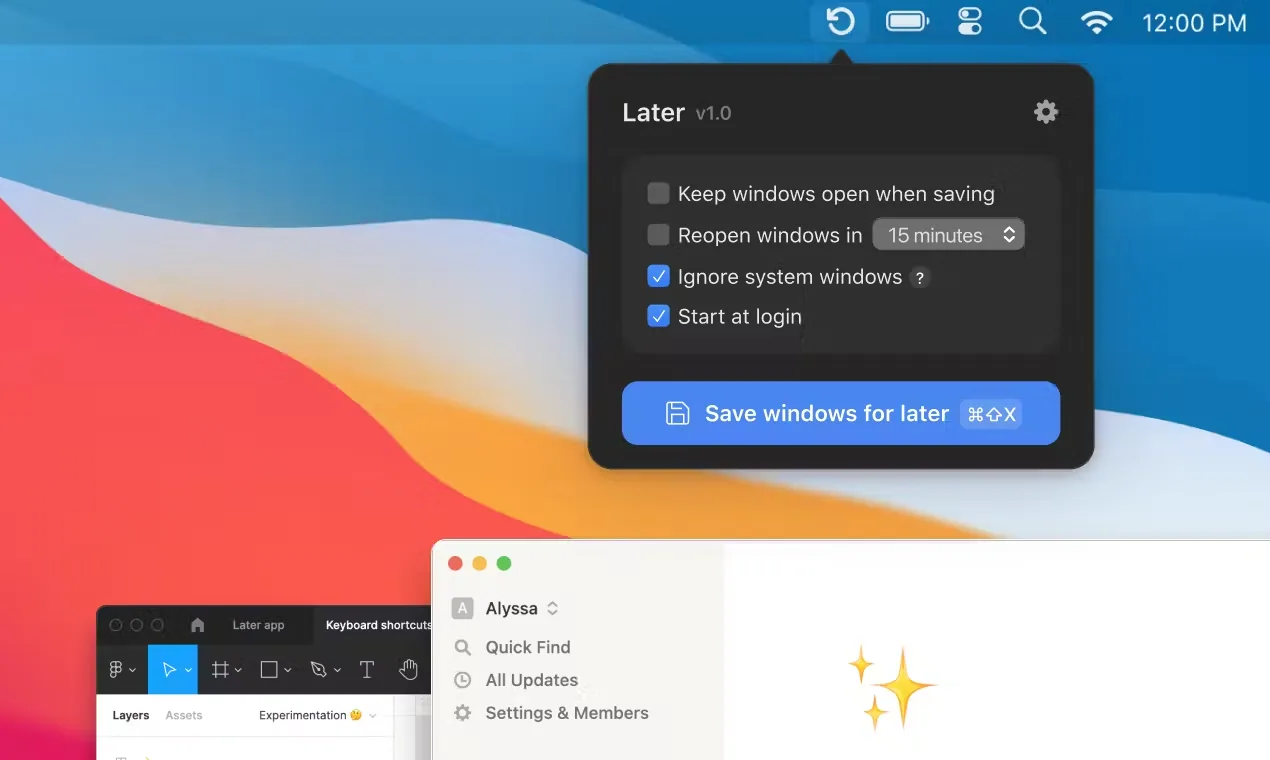 12:00 PM
Later v1.0
Keep windows open when saving
Reopen windows in 15 minutes
Ignore system windows ?
Start at login
Save windows for later ⌘⇧X
A Alyssa
Quick Find
All Updates
Settings & Members
Later app Keyboard shortcuts
Layers Assets Experimentation 🤔